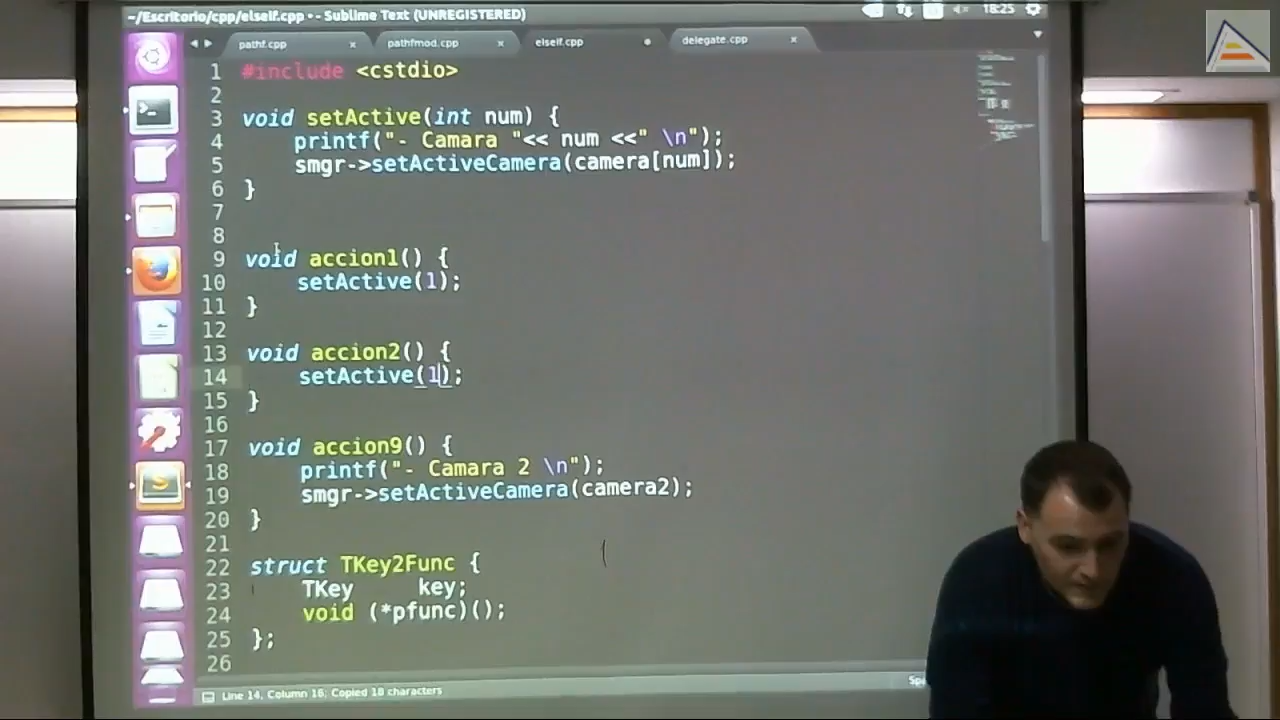 ~/Escritorio/cpp/elself.cpp • - Sublime Text (UNREGISTERED)
18:25
pathf.cpp × pathfmod.cpp × elself.cpp • delegate.cpp ×
1 #include <cstdio>
2
3 void setActive(int num) {
4 printf("- Camara "<< num <<" \n");
5 smgr->setActiveCamera(camera[num]);
6 }
7
8
9 void accion1() {
10 setActive(1);
11 }
12
13 void accion2() {
14 setActive(1);
15 }
16
17 void accion9() {
18 printf("- Camara 2 \n");
19 smgr->setActiveCamera(camera2);
20 }
21
22 struct TKey2Func {
23 TKey key;
24 void (*pfunc)();
25 };
26
Line 14, Column 16; Copied 18 characters